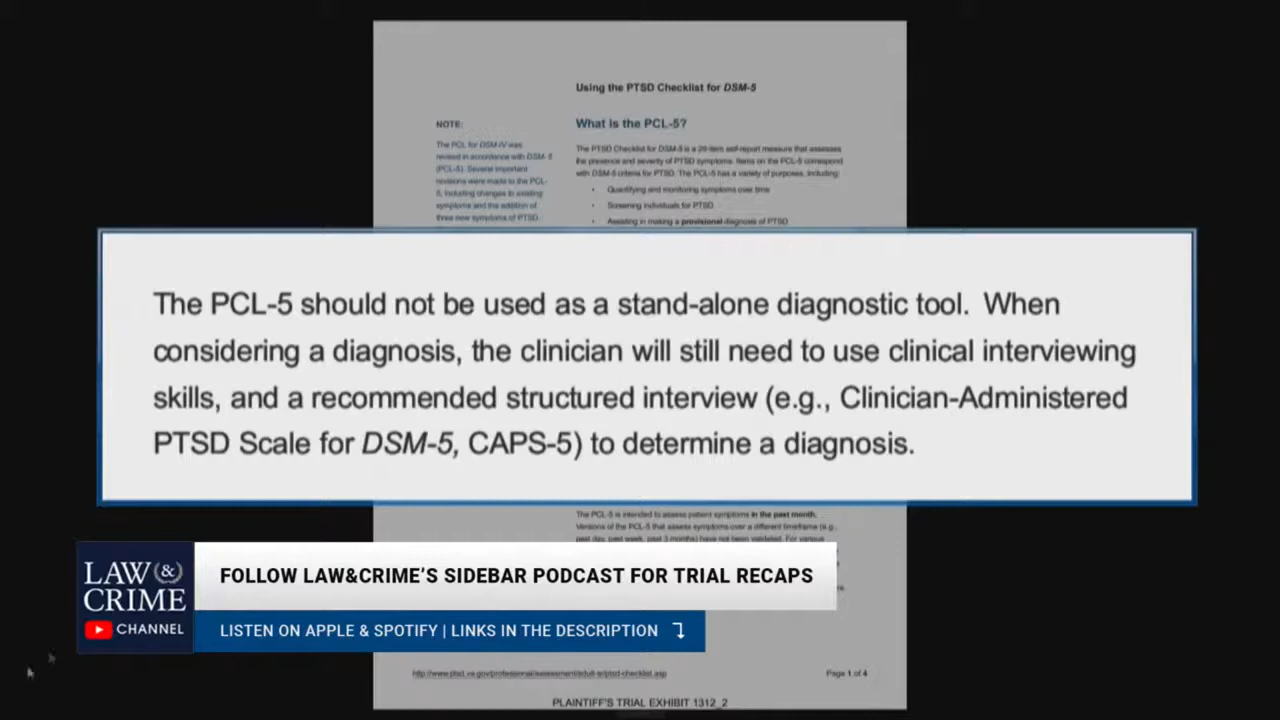 Using the PTSD Checklist for DSM-5
NOTE:
The PCL for DSM-IV was
revised in accordance with DSM-5
(PCL-5). Several important
revisions were made to the PCL-
5, including changes to existing
symptoms and the addition of
three new symptoms of PTSD.
What is the PCL-5?
The PTSD Checklist for DSM-5 is a 20-item self-report measure that assesses
the presence and severity of PTSD symptoms. Items on the PCL-5 correspond
with DSM-5 criteria for PTSD. The PCL-5 has a variety of purposes, including:
• Quantifying and monitoring symptoms over time
• Screening individuals for PTSD
• Assisting in making a provisional diagnosis of PTSD
The PCL-5 should not be used as a stand-alone diagnostic tool. When
considering a diagnosis, the clinician will still need to use clinical interviewing
skills, and a recommended structured interview (e.g., Clinician-Administered
PTSD Scale for DSM-5, CAPS-5) to determine a diagnosis.
The PCL-5 is intended to assess patient symptoms in the past month.
Versions of the PCL-5 that assess symptoms over a different timeframe (e.g.,
past day, past week, past 3 months) have not been validated. For various
LAW & CRIME
CHANNEL
FOLLOW LAW&CRIME'S SIDEBAR PODCAST FOR TRIAL RECAPS
LISTEN ON APPLE & SPOTIFY | LINKS IN THE DESCRIPTION
http://www.ptsd.va.gov/professional/assessment/adult-sr/ptsd-checklist.asp
Page 1 of 4
PLAINTIFF'S TRIAL EXHIBIT 1312_2